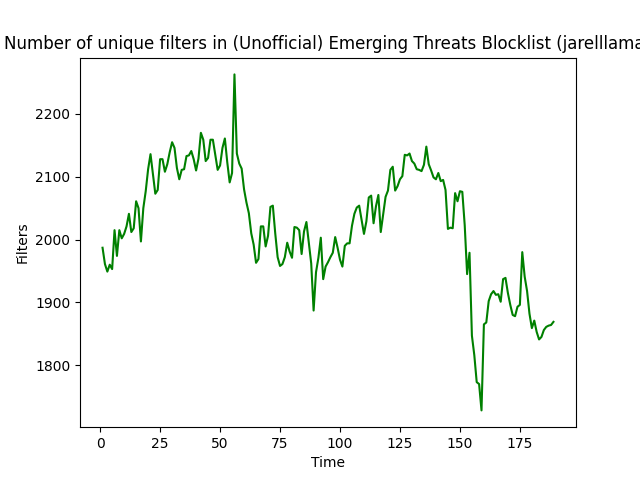 Number of unique filters in (Unofficial) Emerging Threats Blocklist (jarelllama
2200
2100
2000
1900
1800
Filters
0 25 50 75 100 125 150 175
Time